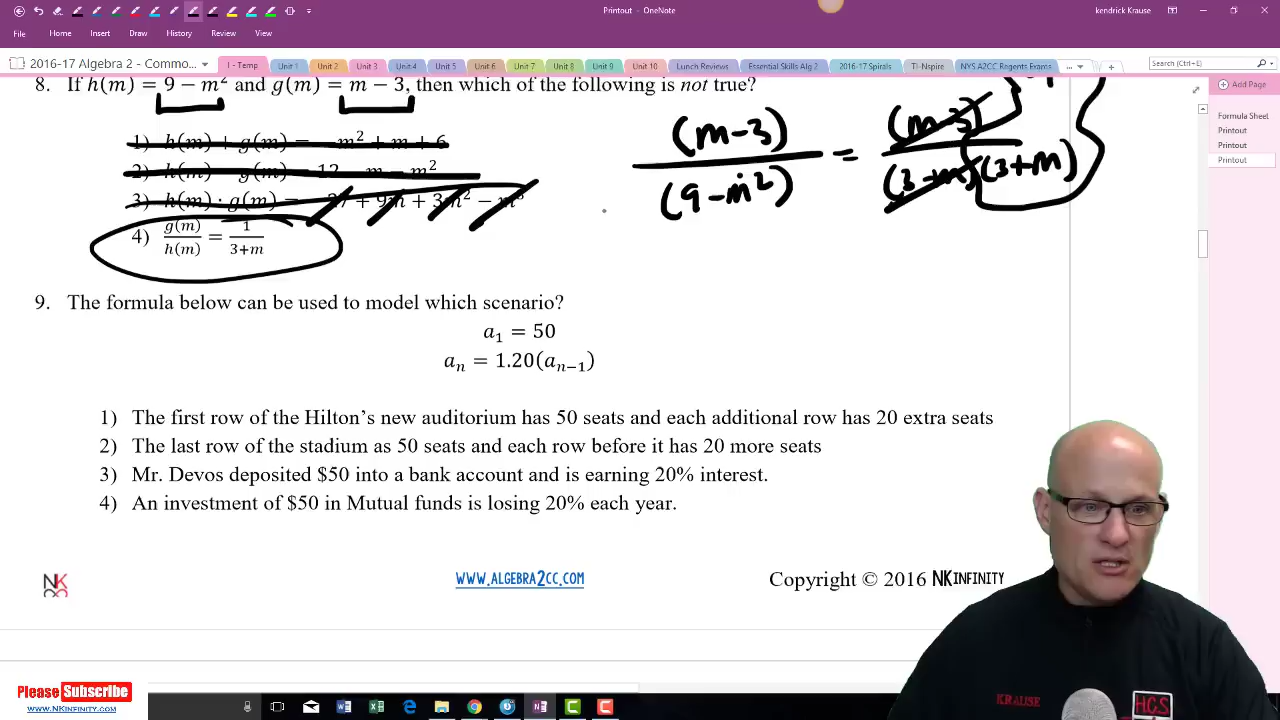 Printout - OneNote
kendrick Krause
File Home Insert Draw History Review View
2016-17 Algebra 2 - Commo... I - Temp Unit 1 Unit 2 Unit 3 Unit 4 Unit 5 Unit 6 Unit 7 Unit 8 Unit 9 Unit 10 Lunch Reviews Essential Skills Alg 2 2016-17 Spirals TI-Nspire NYS A2CC Regents Exams ... Search (Ctrl+E)
Add Page
Formula Sheet
Printout
Printout
Printout
8. If h(m) = 9 − m² and g(m) = m − 3, then which of the following is not true?
1) h(m) + g(m) = −m² + m + 6
2) h(m) − g(m) = 12 − m − m²
3) h(m) · g(m) = −27 + 9m + 3m² − m³
4) g(m)/h(m) = 1/(3+m)
(m-3)/(9-m²) = (m-3)/(3-m)(3+m)
9. The formula below can be used to model which scenario?
a₁ = 50
aₙ = 1.20(aₙ₋₁)
1) The first row of the Hilton's new auditorium has 50 seats and each additional row has 20 extra seats
2) The last row of the stadium as 50 seats and each row before it has 20 more seats
3) Mr. Devos deposited $50 into a bank account and is earning 20% interest.
4) An investment of $50 in Mutual funds is losing 20% each year.
NK
WWW.ALGEBRA2CC.COM
Copyright © 2016 NKINFINITY
Please Subscribe
WWW.NKINFINITY.COM
KRAUSE
H.C.S